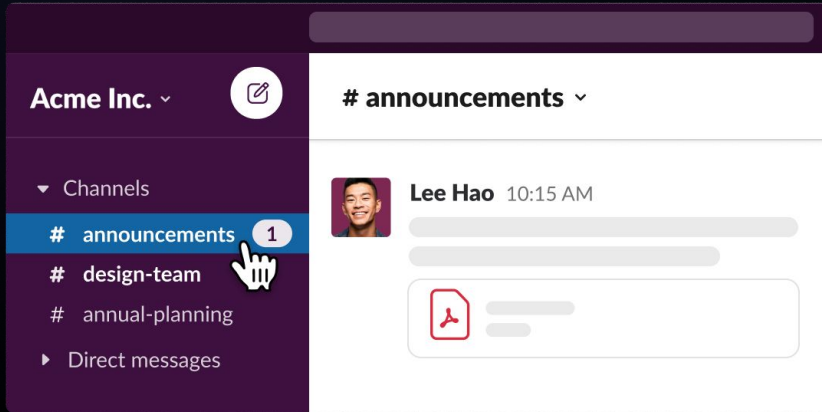 Acme Inc.
# announcements
Channels
# announcements 1
# design-team
# annual-planning
Direct messages
Lee Hao 10:15 AM